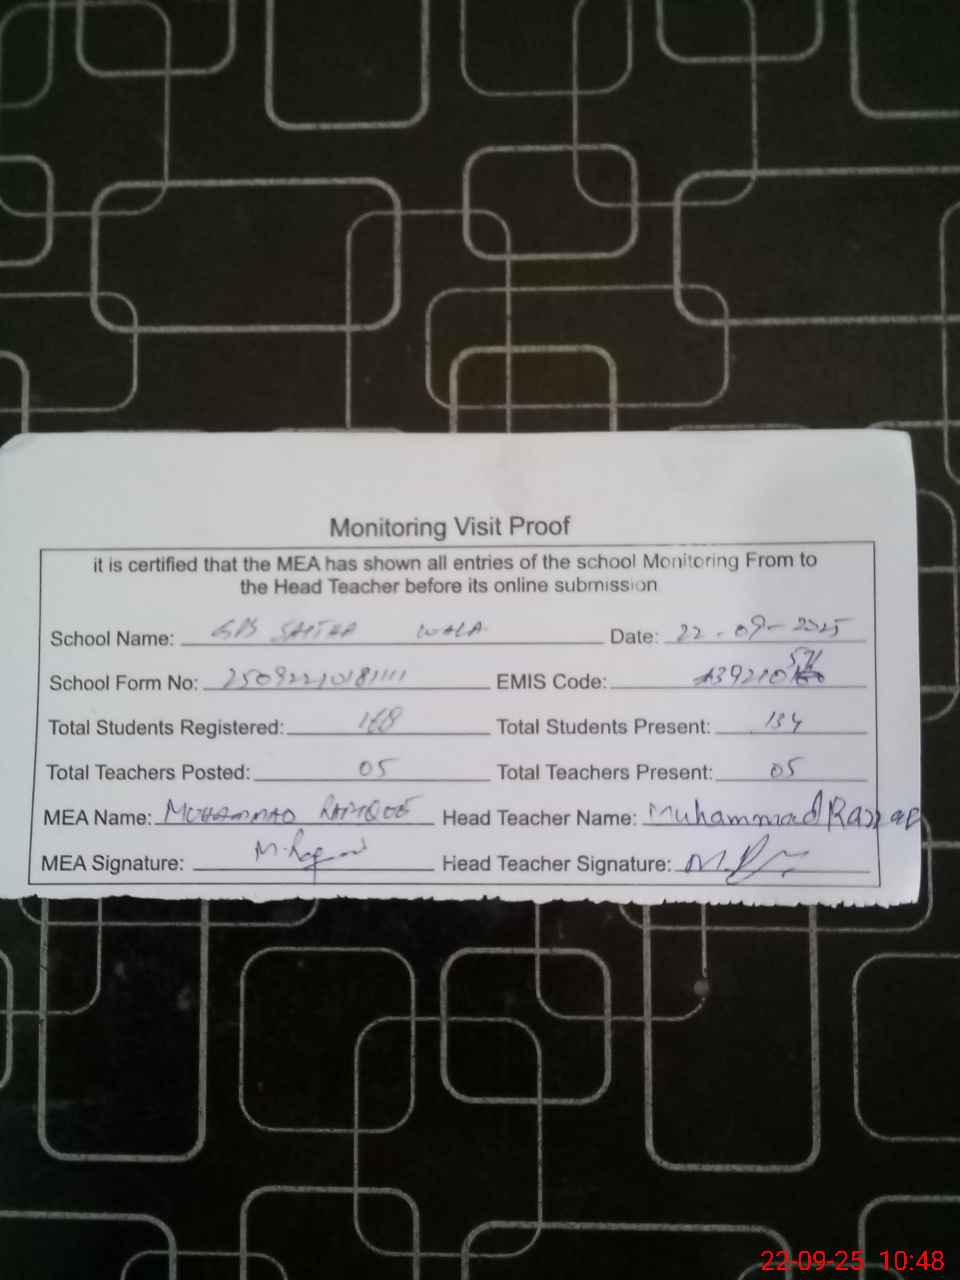 Monitoring Visit Proof
it is certified that the MEA has shown all entries of the school Monitoring From to
the Head Teacher before its online submission
School Name: GPS WALA Date: 22-09-2025
School Form No: EMIS Code:
Total Students Registered: 168 Total Students Present: 134
Total Teachers Posted: 05 Total Teachers Present: 05
MEA Name: MUHAMMAD RAFIQUE Head Teacher Name: Muhammad Razzaq
MEA Signature: Head Teacher Signature:
22-09-25 10:48